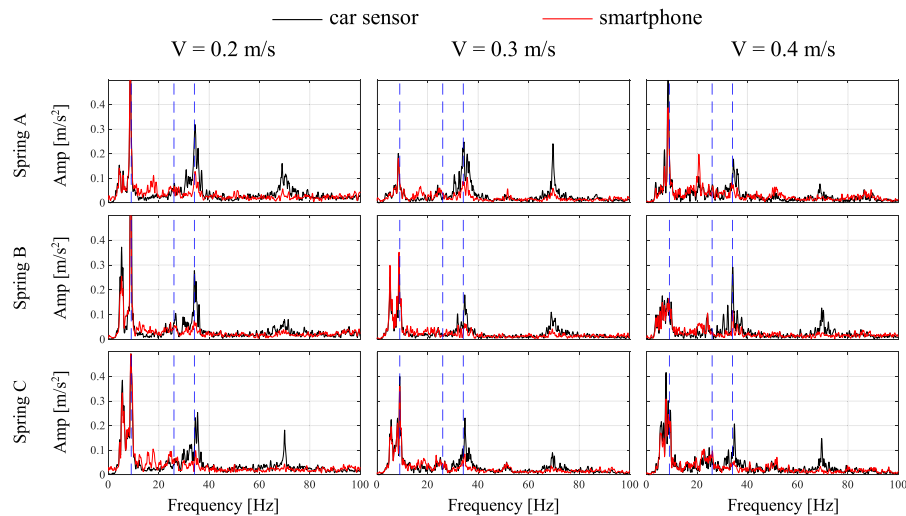 car sensor smartphone
V = 0.2 m/s V = 0.3 m/s V = 0.4 m/s
Spring A
Amp [m/s²]
0.4
0.3
0.2
0.1
0
Spring B
Amp [m/s²]
0.4
0.3
0.2
0.1
0
Spring C
Amp [m/s²]
0.4
0.3
0.2
0.1
0
0 20 40 60 80 100 0 20 40 60 80 100 0 20 40 60 80 100
Frequency [Hz] Frequency [Hz] Frequency [Hz]